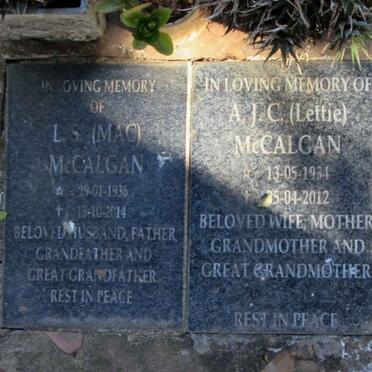 IN LOVING MEMORY
OF
L. S. (MAC)
McCALGAN
☆ 29-01-1936
† 13-10-2014
BELOVED HUSBAND, FATHER,
GRANDFATHER AND
GREAT GRANDFATHER
REST IN PEACE
IN LOVING MEMORY OF
A. J. C. (Lettie)
McCALGAN
☆ 13-05-1934
† 25-04-2012
BELOVED WIFE, MOTHER
GRANDMOTHER AND
GREAT GRANDMOTHER
REST IN PEACE